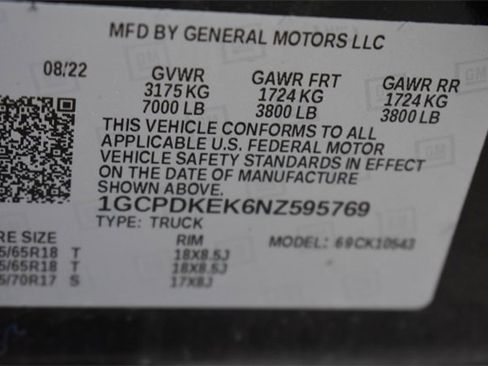 MFD BY GENERAL MOTORS LLC
08/22 GVWR GAWR FRT GAWR RR
3175 KG 1724 KG 1724 KG
7000 LB 3800 LB 3800 LB
THIS VEHICLE CONFORMS TO ALL
APPLICABLE U.S. FEDERAL MOTOR
VEHICLE SAFETY STANDARDS IN EFFECT
ON THE DATE OF MANUFACTURE
SHOWN ABOVE.
1GCPDKEK6NZ595769
TYPE: TRUCK
RE SIZE RIM MODEL: 69CK10543
5/65R18 T 18X8.5J
5/65R18 T 18X8.5J
5/70R17 S 17X8J